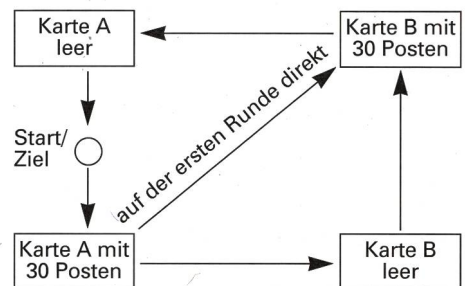 Karte A
leer
Karte B mit
30 Posten
auf der ersten Runde direkt
Start/
Ziel
Karte A mit
30 Posten
Karte B
leer